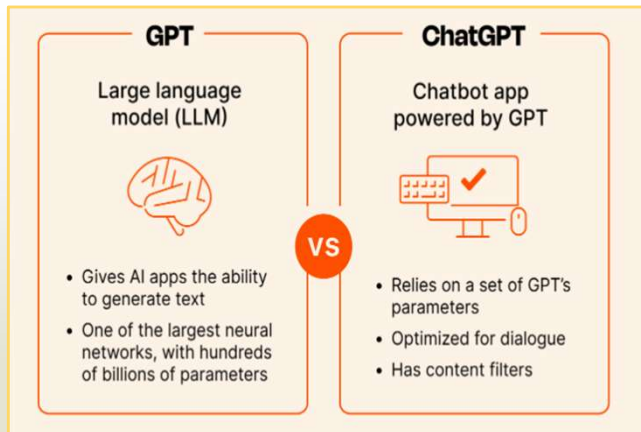 GPT
Large language
model (LLM)
• Gives AI apps the ability
to generate text
• One of the largest neural
networks, with hundreds
of billions of parameters
VS
ChatGPT
Chatbot app
powered by GPT
• Relies on a set of GPT's
parameters
• Optimized for dialogue
• Has content filters